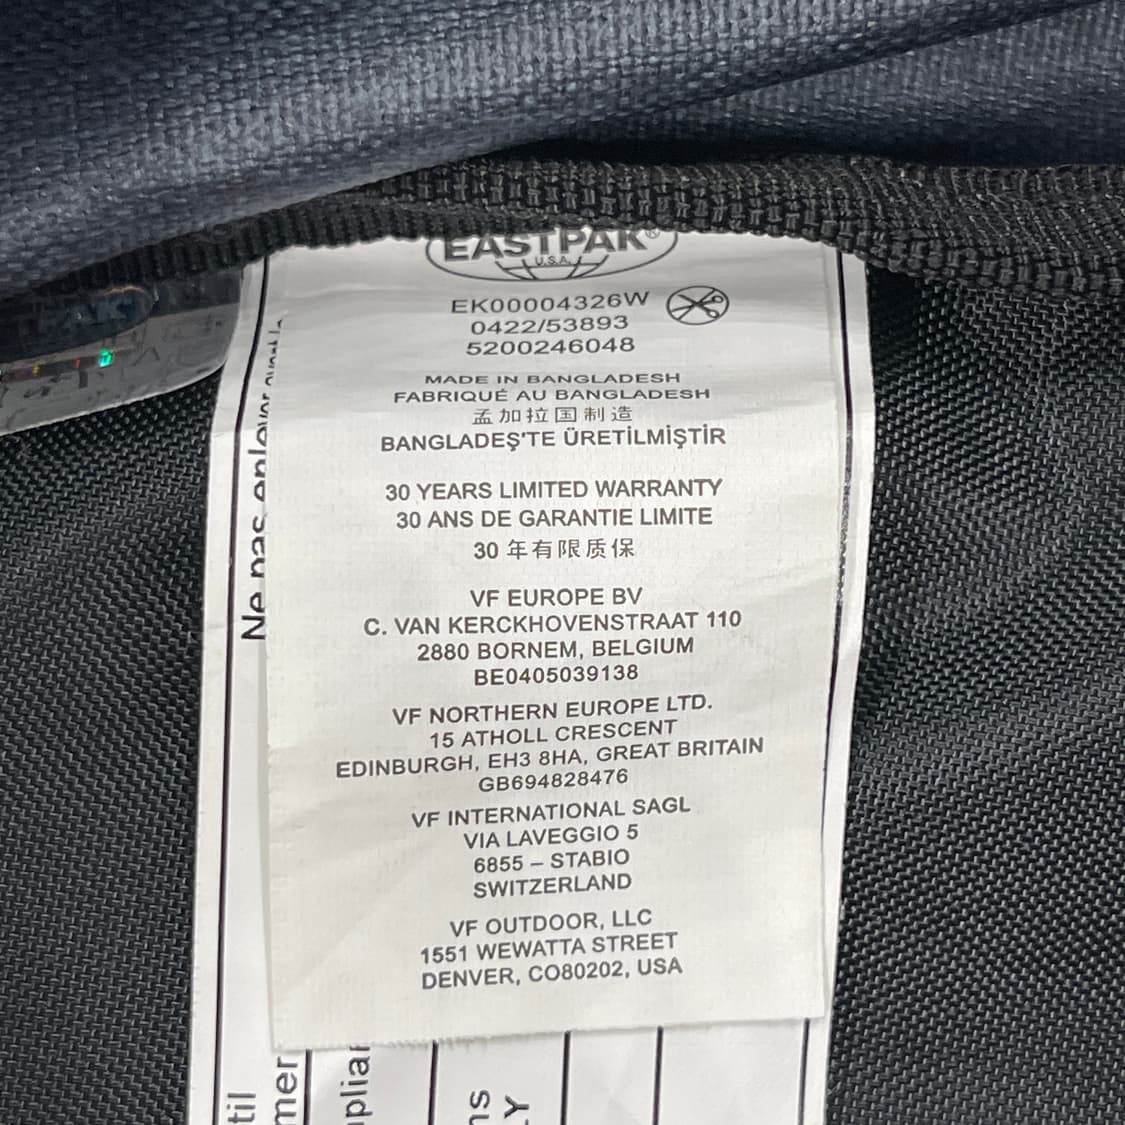 EASTPAK®
U.S.A.
EK00004326W
0422/53893
5200246048
MADE IN BANGLADESH
FABRIQUÉ AU BANGLADESH
孟加拉国制造
BANGLADEŞ'TE ÜRETİLMİŞTİR
30 YEARS LIMITED WARRANTY
30 ANS DE GARANTIE LIMITE
30 年有限质保
VF EUROPE BV
C. VAN KERCKHOVENSTRAAT 110
2880 BORNEM, BELGIUM
BE0405039138
VF NORTHERN EUROPE LTD.
15 ATHOLL CRESCENT
EDINBURGH, EH3 8HA, GREAT BRITAIN
GB694828476
VF INTERNATIONAL SAGL
VIA LAVEGGIO 5
6855 – STABIO
SWITZERLAND
VF OUTDOOR, LLC
1551 WEWATTA STREET
DENVER, CO80202, USA
Ne pas enlever